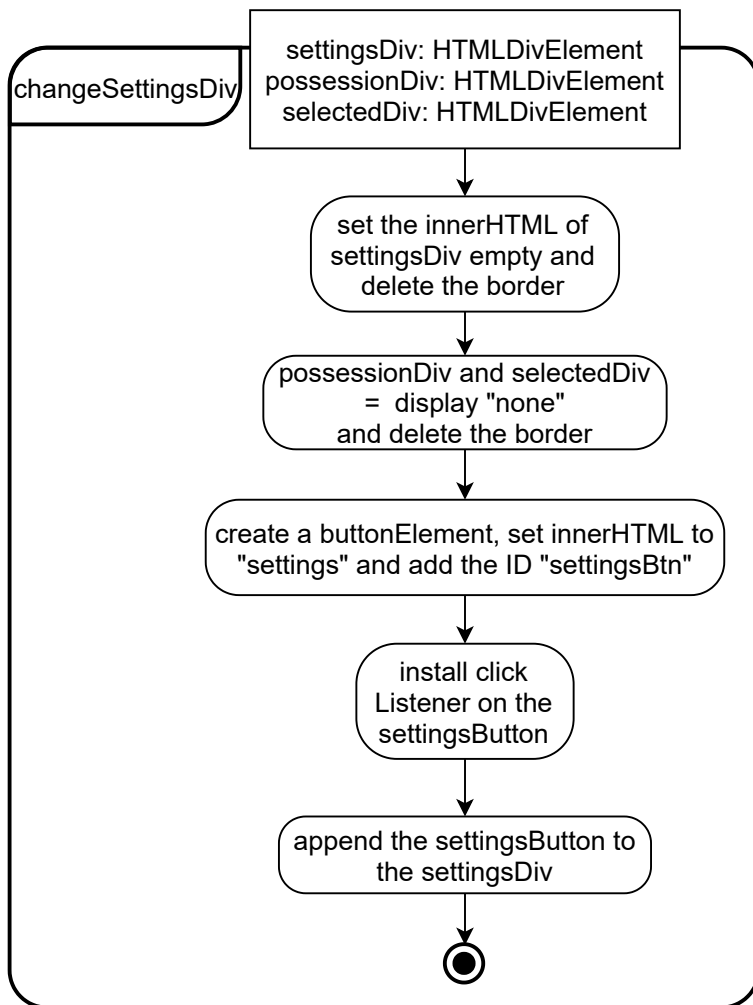 changeSettingsDiv
settingsDiv: HTMLDivElement
possessionDiv: HTMLDivElement
selectedDiv: HTMLDivElement
set the innerHTML of
settingsDiv empty and
delete the border
possessionDiv and selectedDiv
= display "none"
and delete the border
create a buttonElement, set innerHTML to
"settings" and add the ID "settingsBtn"
install click
Listener on the
settingsButton
append the settingsButton to
the settingsDiv